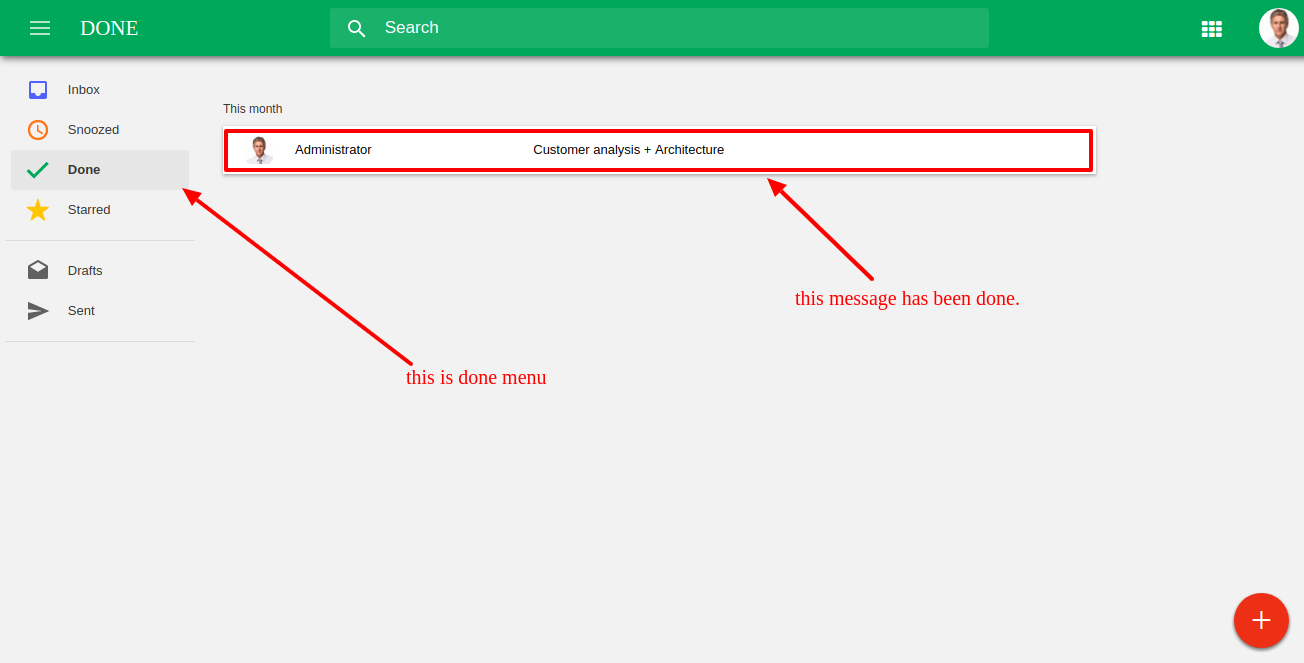 DONE
Search
Inbox
Snoozed
Done
Starred
Drafts
Sent
This month
Administrator Customer analysis + Architecture
this message has been done.
this is done menu